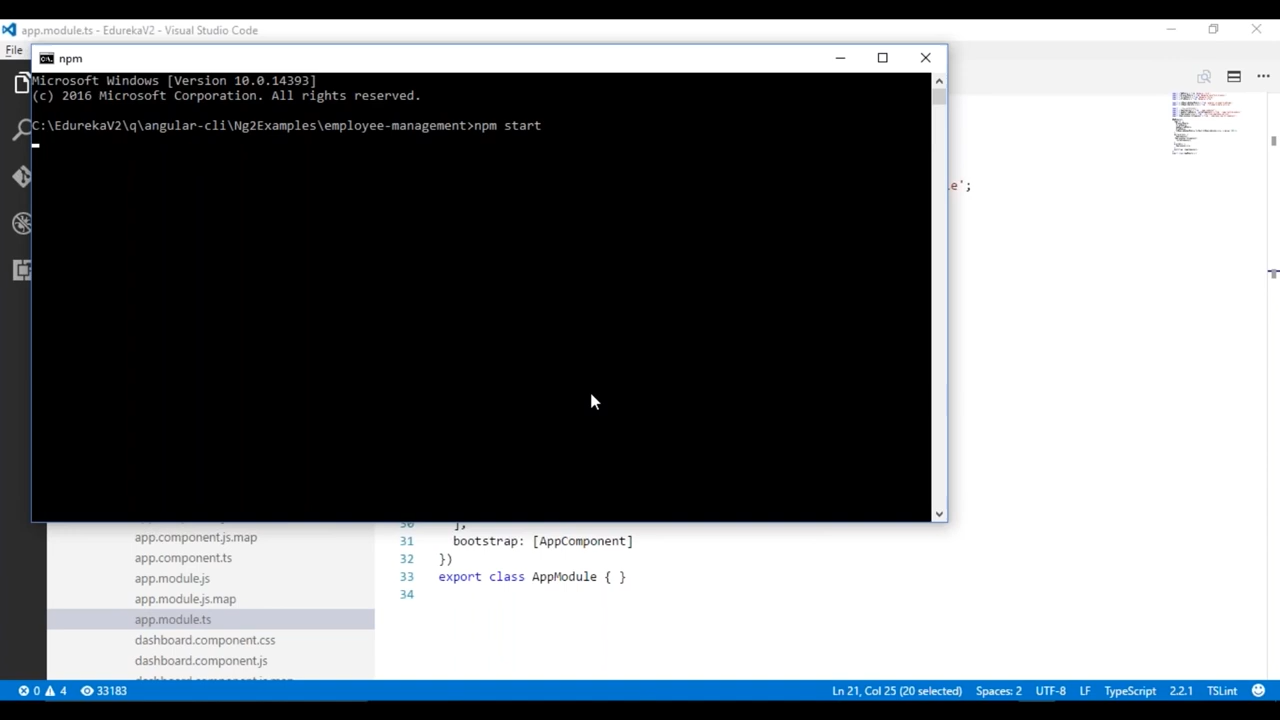 app.module.ts - EdurekaV2 - Visual Studio Code
File
npm
Microsoft Windows [Version 10.0.14393]
(c) 2016 Microsoft Corporation. All rights reserved.
C:\EdurekaV2\q\angular-cli\Ng2Examples\employee-management>npm start
e';
30 ],
app.component.js.map
31 bootstrap: [AppComponent]
app.component.ts
32 })
app.module.js
33 export class AppModule { }
app.module.js.map
34
app.module.ts
dashboard.component.css
dashboard.component.js
0 4 33183 Ln 21, Col 25 (20 selected) Spaces: 2 UTF-8 LF TypeScript 2.2.1 TSLint